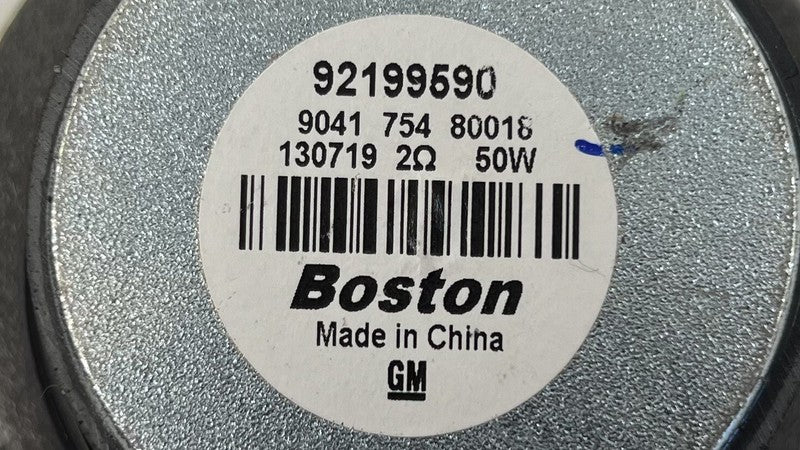 92199590
9041 754 80018
130719 2Ω 50W
Boston
Made in China
GM